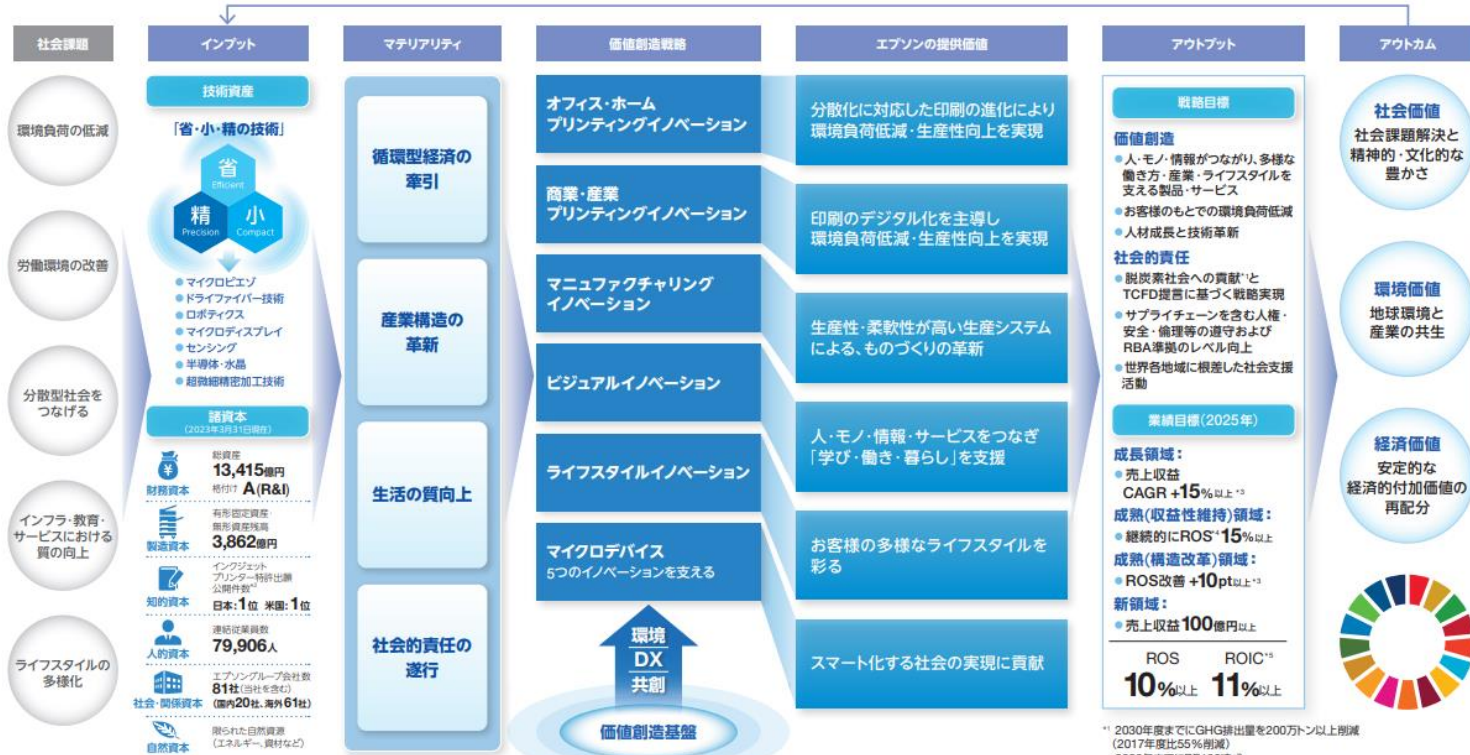 社会課題
インプット
マテリアリティ
価値創造戦略
エプソンの提供価値
アウトプット
アウトカム
環境負荷の低減
労働環境の改善
分散型社会を
つなげる
インフラ・教育・
サービスにおける
質の向上
ライフスタイルの
多様化
技術資産
「省・小・精の技術」
省
Efficient
精
Precision
小
Compact
●マイクロピエゾ
●ドライファイバー技術
●ロボティクス
●マイクロディスプレイ
●センシング
●半導体・水晶
●超微細精密加工技術
諸資本
(2023年3月31日現在)
財務資本
総資産
13,415億円
格付け A(R&I)
製造資本
有形固定資産・
無形資産残高
3,862億円
知的資本
インクジェット
プリンター特許出願
公開件数*2
日本:1位 米国:1位
人的資本
連結従業員数
79,906人
社会・関係資本
エプソングループ会社数
81社(当社を含む)
(国内20社、海外61社)
自然資本
限られた自然資源
(エネルギー、資材など)
循環型経済の
牽引
産業構造の
革新
生活の質向上
社会的責任の
遂行
オフィス・ホーム
プリンティングイノベーション
商業・産業
プリンティングイノベーション
マニュファクチャリング
イノベーション
ビジュアルイノベーション
ライフスタイルイノベーション
マイクロデバイス
5つのイノベーションを支える
環境
DX
共創
価値創造基盤
分散化に対応した印刷の進化により
環境負荷低減・生産性向上を実現
印刷のデジタル化を主導し
環境負荷低減・生産性向上を実現
生産性・柔軟性が高い生産システム
による、ものづくりの革新
人・モノ・情報・サービスをつなぎ
「学び・働き・暮らし」を支援
お客様の多様なライフスタイルを
彩る
スマート化する社会の実現に貢献
戦略目標
価値創造
●人・モノ・情報がつながり、多様な
働き方・産業・ライフスタイルを
支える製品・サービス
●お客様のもとでの環境負荷低減
●人材成長と技術革新
社会的責任
●脱炭素社会への貢献*1と
TCFD提言に基づく戦略実現
●サプライチェーンを含む人権・
安全・倫理等の遵守および
RBA準拠のレベル向上
●世界各地域に根差した社会支援
活動
業績目標(2025年)
成長領域：
●売上収益
CAGR +15%以上*3
成熟(収益性維持)領域：
●継続的にROS*4 15%以上
成熟(構造改革)領域：
●ROS改善 +10pt以上*3
新領域：
●売上収益100億円以上
ROS
10%以上
ROIC*5
11%以上
*1 2030年度までにGHG排出量を200万トン以上削減
(2017年度比55%削減)
社会価値
社会課題解決と
精神的・文化的な
豊かさ
環境価値
地球環境と
産業の共生
経済価値
安定的な
経済的付加価値の
再配分